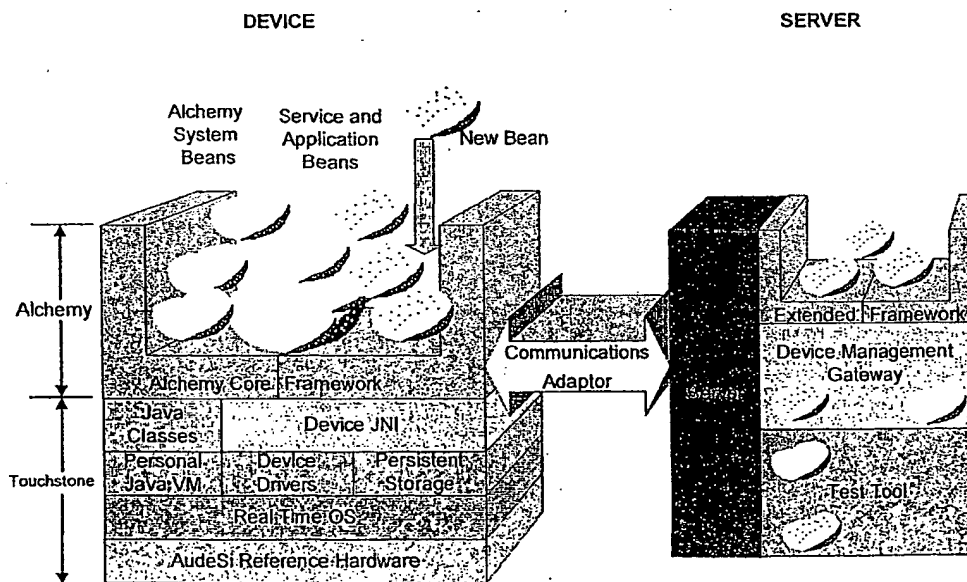 DEVICE
SERVER
Alchemy
System
Beans
Service and
Application
Beans
New Bean
Alchemy
Alchemy Core Framework
Communications
Adaptor
Server
Extended Framework
Device Management
Gateway
Test Tool
Touchstone
Java
Classes
Device JNI
Personal
Java VM
Device
Drivers
Persistent
Storage
Real Time OS
AudeSi Reference Hardware